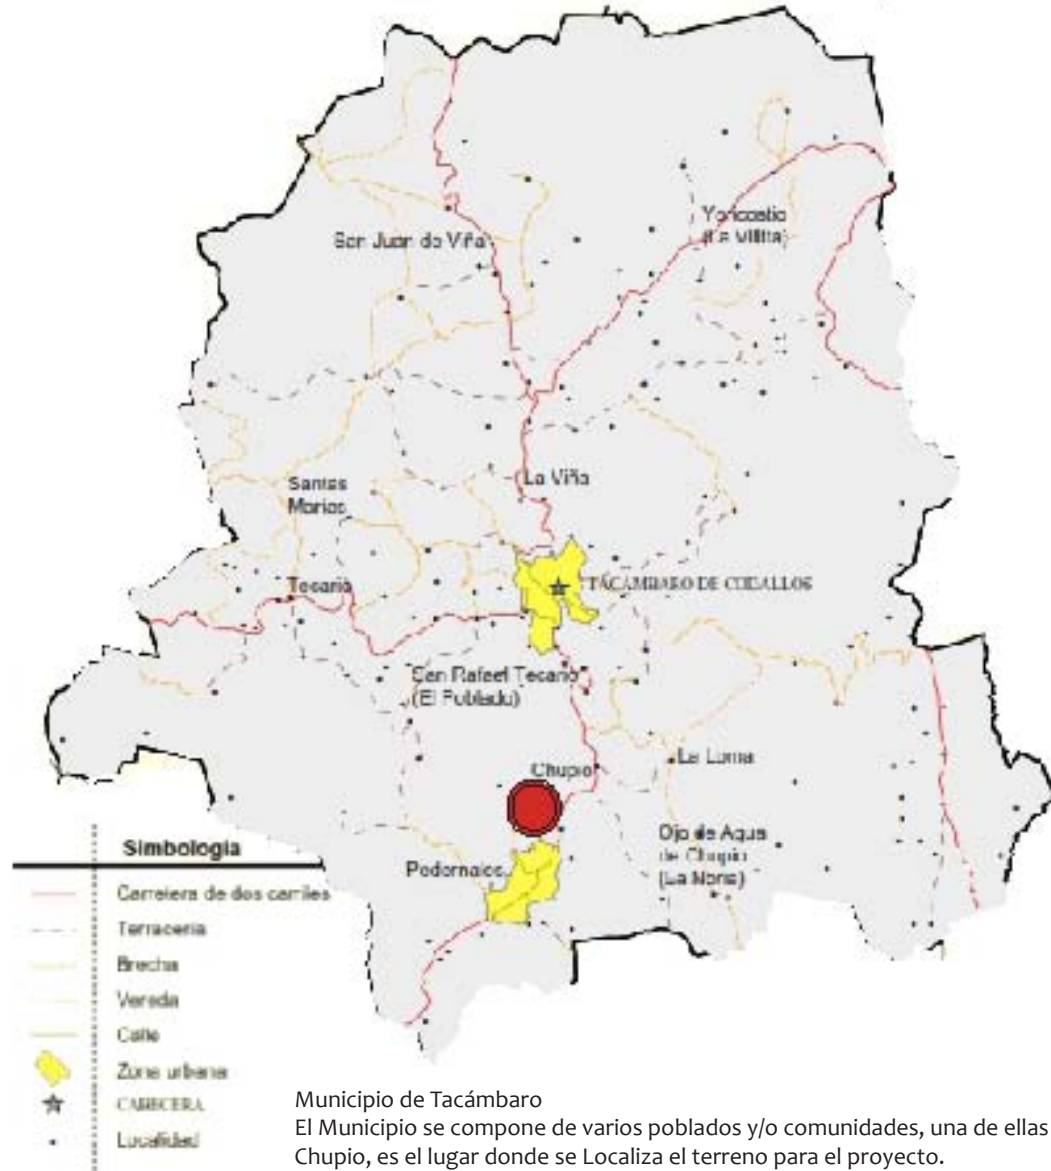 San Juan de Viña
Yoricostio
(La Villita)
La Viña
Santas
Marias
Tecario
TACAMBARO DE CODALLOS
San Rafael Tecario
(El Poblado)
Chupio
La Loma
Ojo de Agua
de Chupio
(La Noria)
Pedernales
Simbología
Carretera de dos carriles
Terraceria
Brecha
Vereda
Calle
Zona urbana
CABECERA
Localidad
Municipio de Tacámbaro
El Municipio se compone de varios poblados y/o comunidades, una de ellas
Chupio, es el lugar donde se Localiza el terreno para el proyecto.